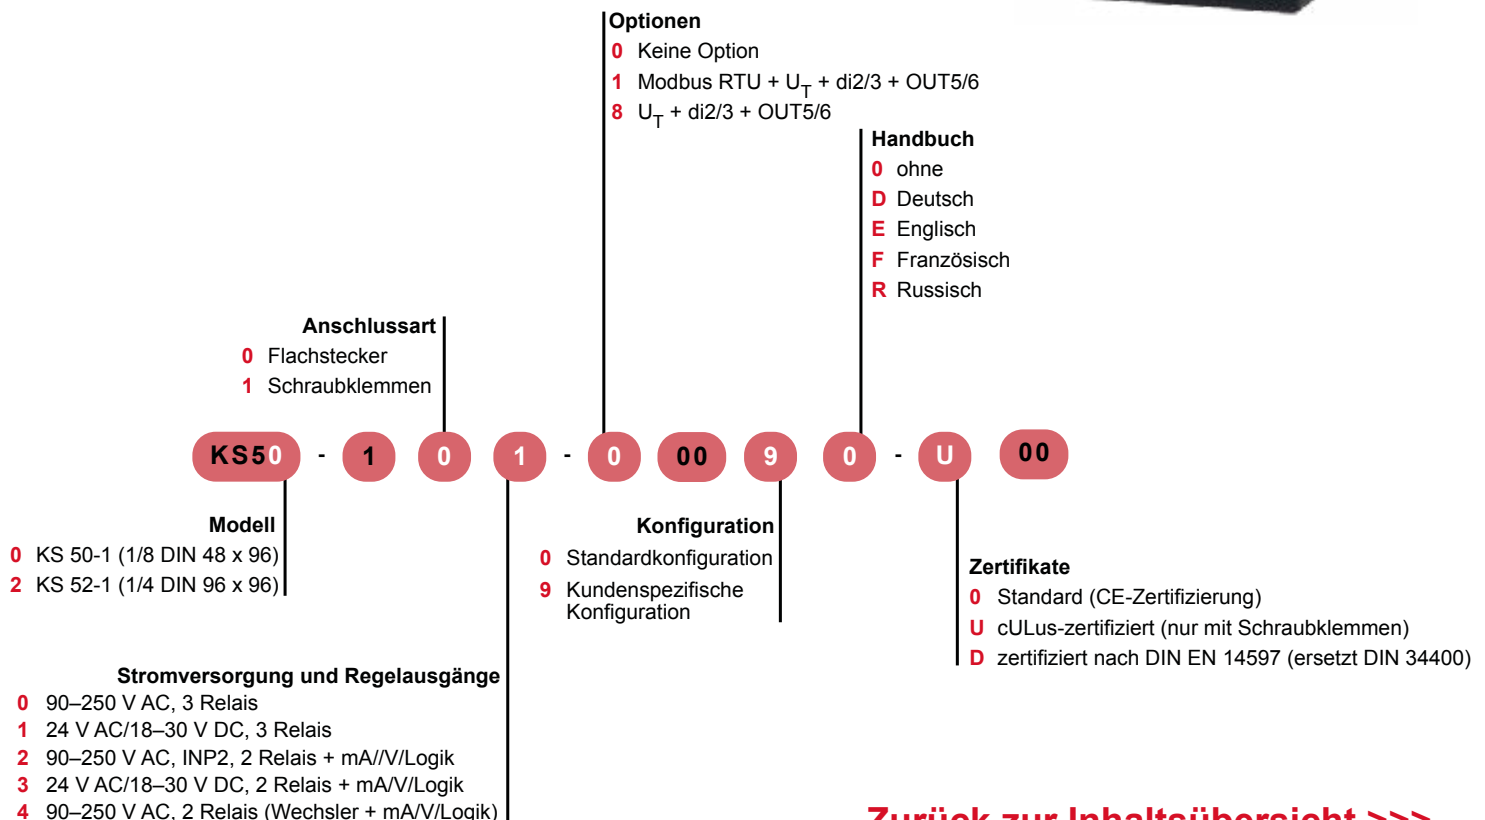 Optionen
0 Keine Option
1 Modbus RTU + U_T + di2/3 + OUT5/6
8 U_T + di2/3 + OUT5/6
Handbuch
0 ohne
D Deutsch
E Englisch
F Französisch
R Russisch
Anschlussart
0 Flachstecker
1 Schraubklemmen
KS50 - 1 0 1 - 0 00 9 0 - U 00
Modell
0 KS 50-1 (1/8 DIN 48 x 96)
2 KS 52-1 (1/4 DIN 96 x 96)
Konfiguration
0 Standardkonfiguration
9 Kundenspezifische
Konfiguration
Zertifikate
0 Standard (CE-Zertifizierung)
U cULus-zertifiziert (nur mit Schraubklemmen)
D zertifiziert nach DIN EN 14597 (ersetzt DIN 34400)
Stromversorgung und Regelausgänge
0 90–250 V AC, 3 Relais
1 24 V AC/18–30 V DC, 3 Relais
2 90–250 V AC, INP2, 2 Relais + mA//V/Logik
3 24 V AC/18–30 V DC, 2 Relais + mA/V/Logik
4 90–250 V AC, 2 Relais (Wechsler + mA/V/Logik)
Zurück zur Inhaltsübersicht >>>